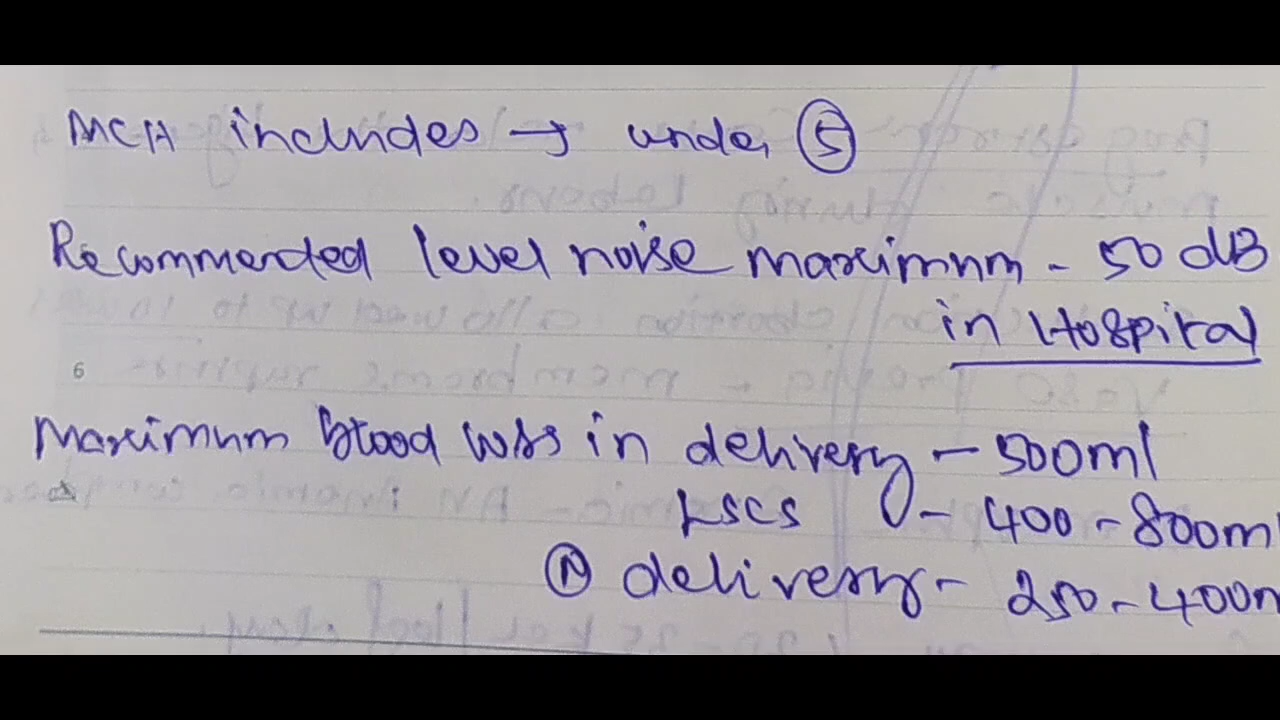 MCH includes → under 5
Recommended level noise maximum - 50 dB
in Hospital
6
Maximum blood loss in delivery - 500ml
LSCS - 400 - 800ml
N delivery - 250 - 400m